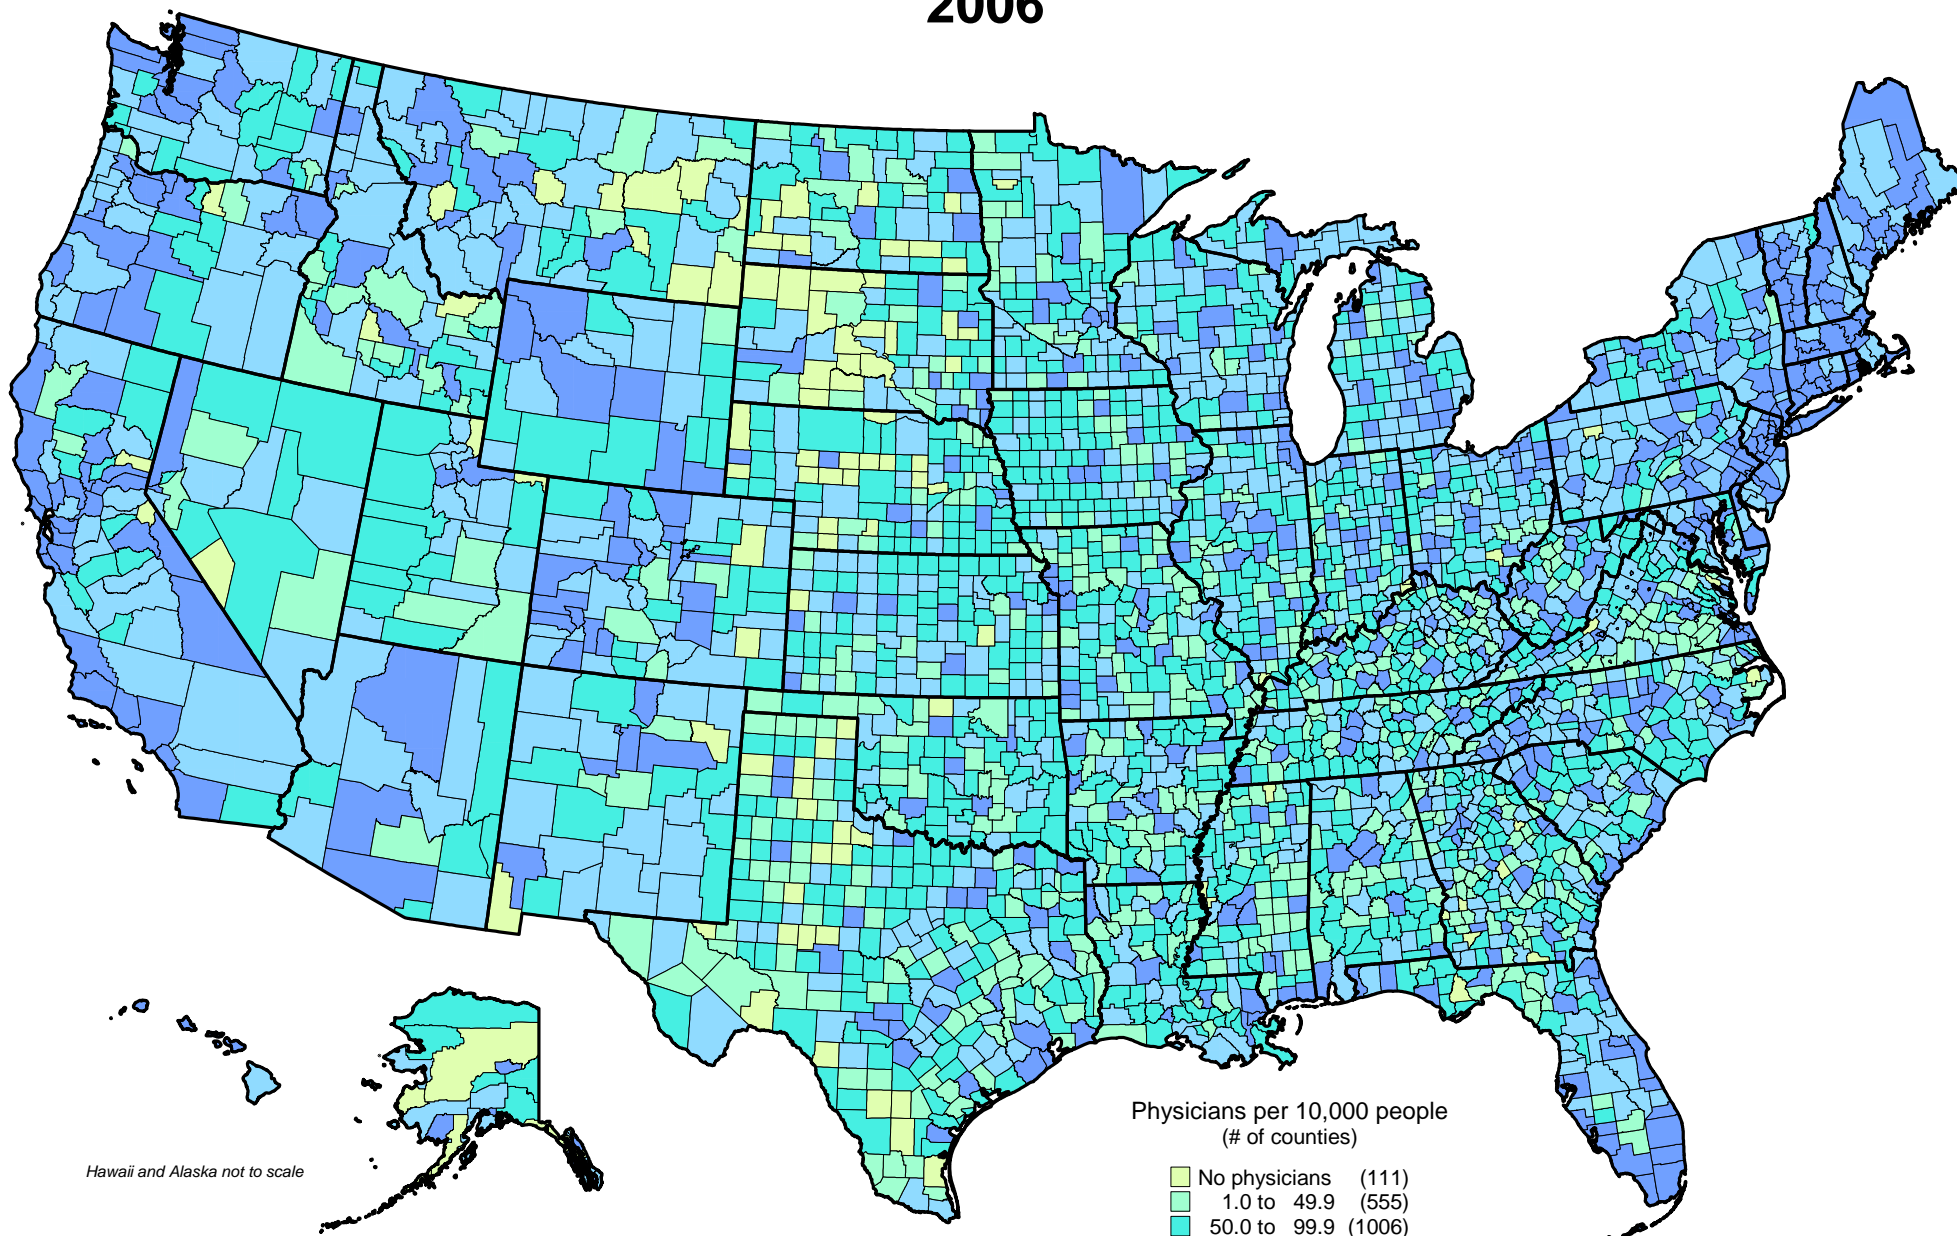 2006
Hawaii and Alaska not to scale
Physicians per 10,000 people
(# of counties)
No physicians (111)
1.0 to 49.9 (555)
50.0 to 99.9 (1006)